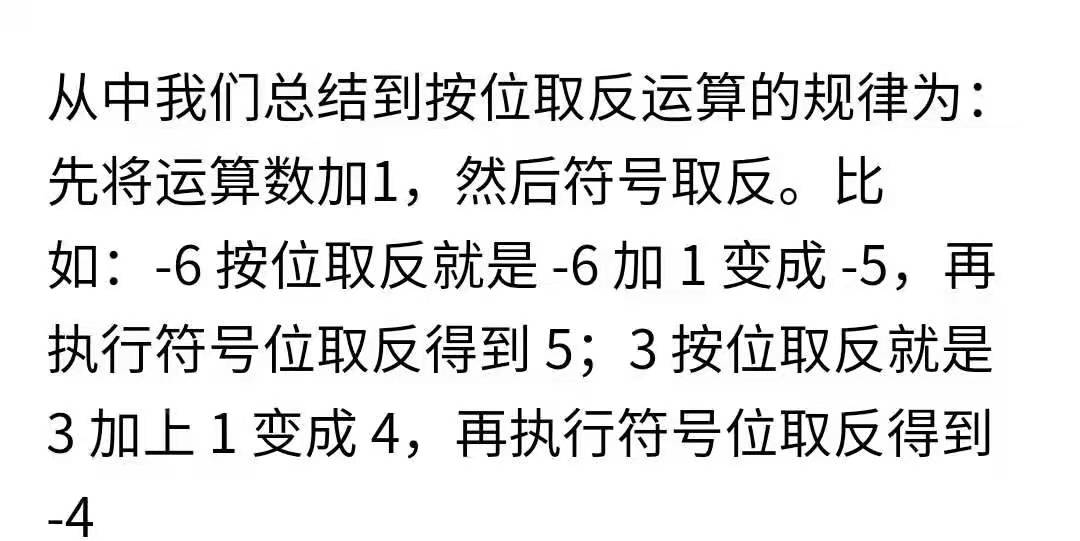 从中我们总结到按位取反运算的规律为：
先将运算数加1，然后符号取反。比
如：-6 按位取反就是 -6 加 1 变成 -5，再
执行符号位取反得到 5；3 按位取反就是
3 加上 1 变成 4，再执行符号位取反得到
-4